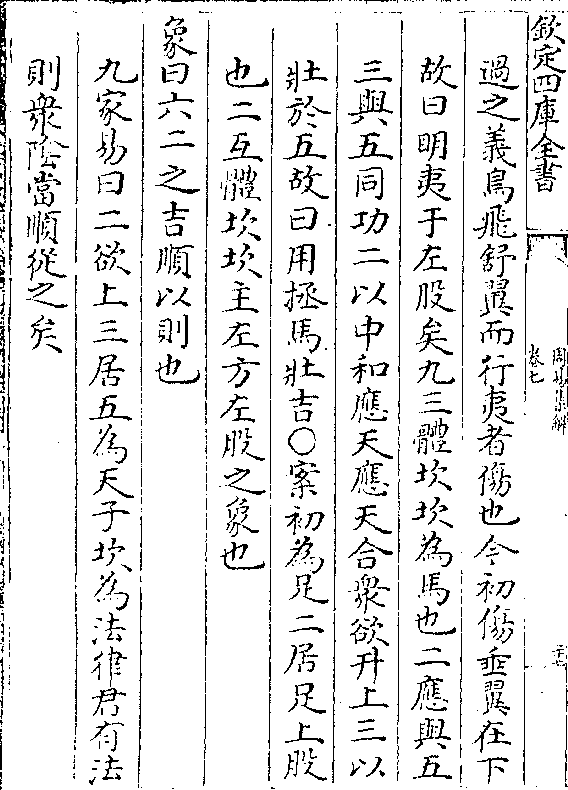 欽定四庫全書
周易集解
卷七
過之義鳥飛舒翼而行夷者傷也今初傷垂翼在下
故曰明夷于左股矣九三體坎坎為馬也二應與五
三與五同功二以中和應天應天合衆欲升上三以
壯於五故曰用拯馬壯吉○案初為足二居足上股
也二互體坎坎主左方左股之象也
象曰六二之吉順以則也
九家易曰二欲上三居五為天子坎為法律君有法
則衆陰當順從之矣